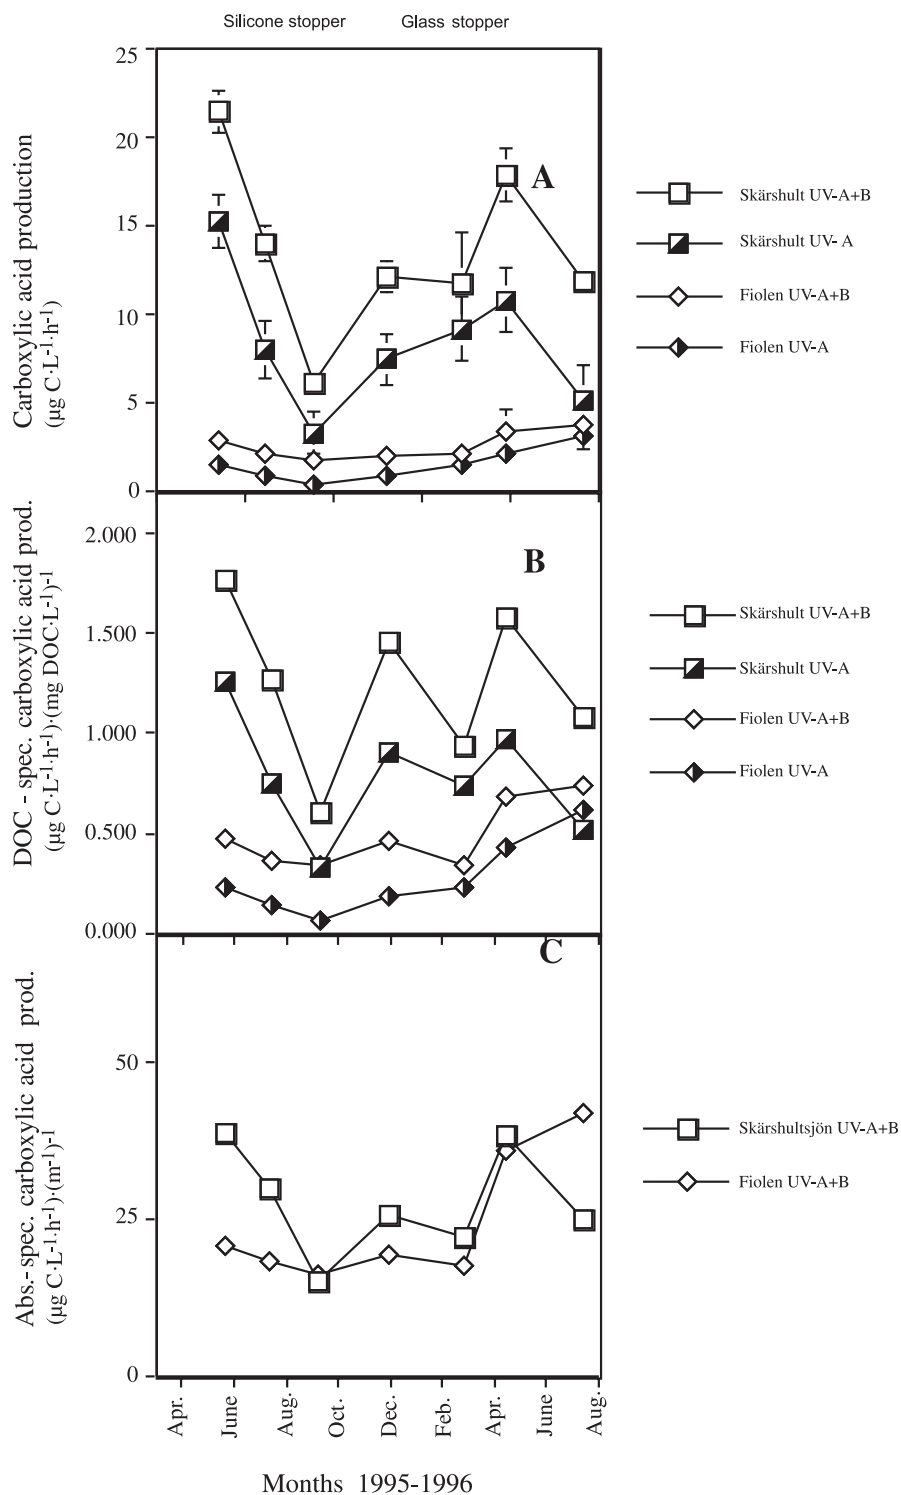 Silicone stopper Glass stopper
Carboxylic acid production
(µg C·L-1·h-1)
25
20
15
10
5
0
A
Skärshult UV-A+B
Skärshult UV- A
Fiolen UV-A+B
Fiolen UV-A
DOC - spec. carboxylic acid prod.
(µg C·L-1·h-1)·(mg DOC·L-1)-1
2.000
1.500
1.000
0.500
0.000
B
Skärshult UV-A+B
Skärshult UV-A
Fiolen UV-A+B
Fiolen UV-A
Abs.- spec. carboxylic acid prod.
(µg C·L-1·h-1)·(m-1)-1
50
25
0
C
Skärshultsjön UV-A+B
Fiolen UV-A+B
Apr. June Aug. Oct. Dec. Feb. Apr. June Aug.
Months 1995-1996